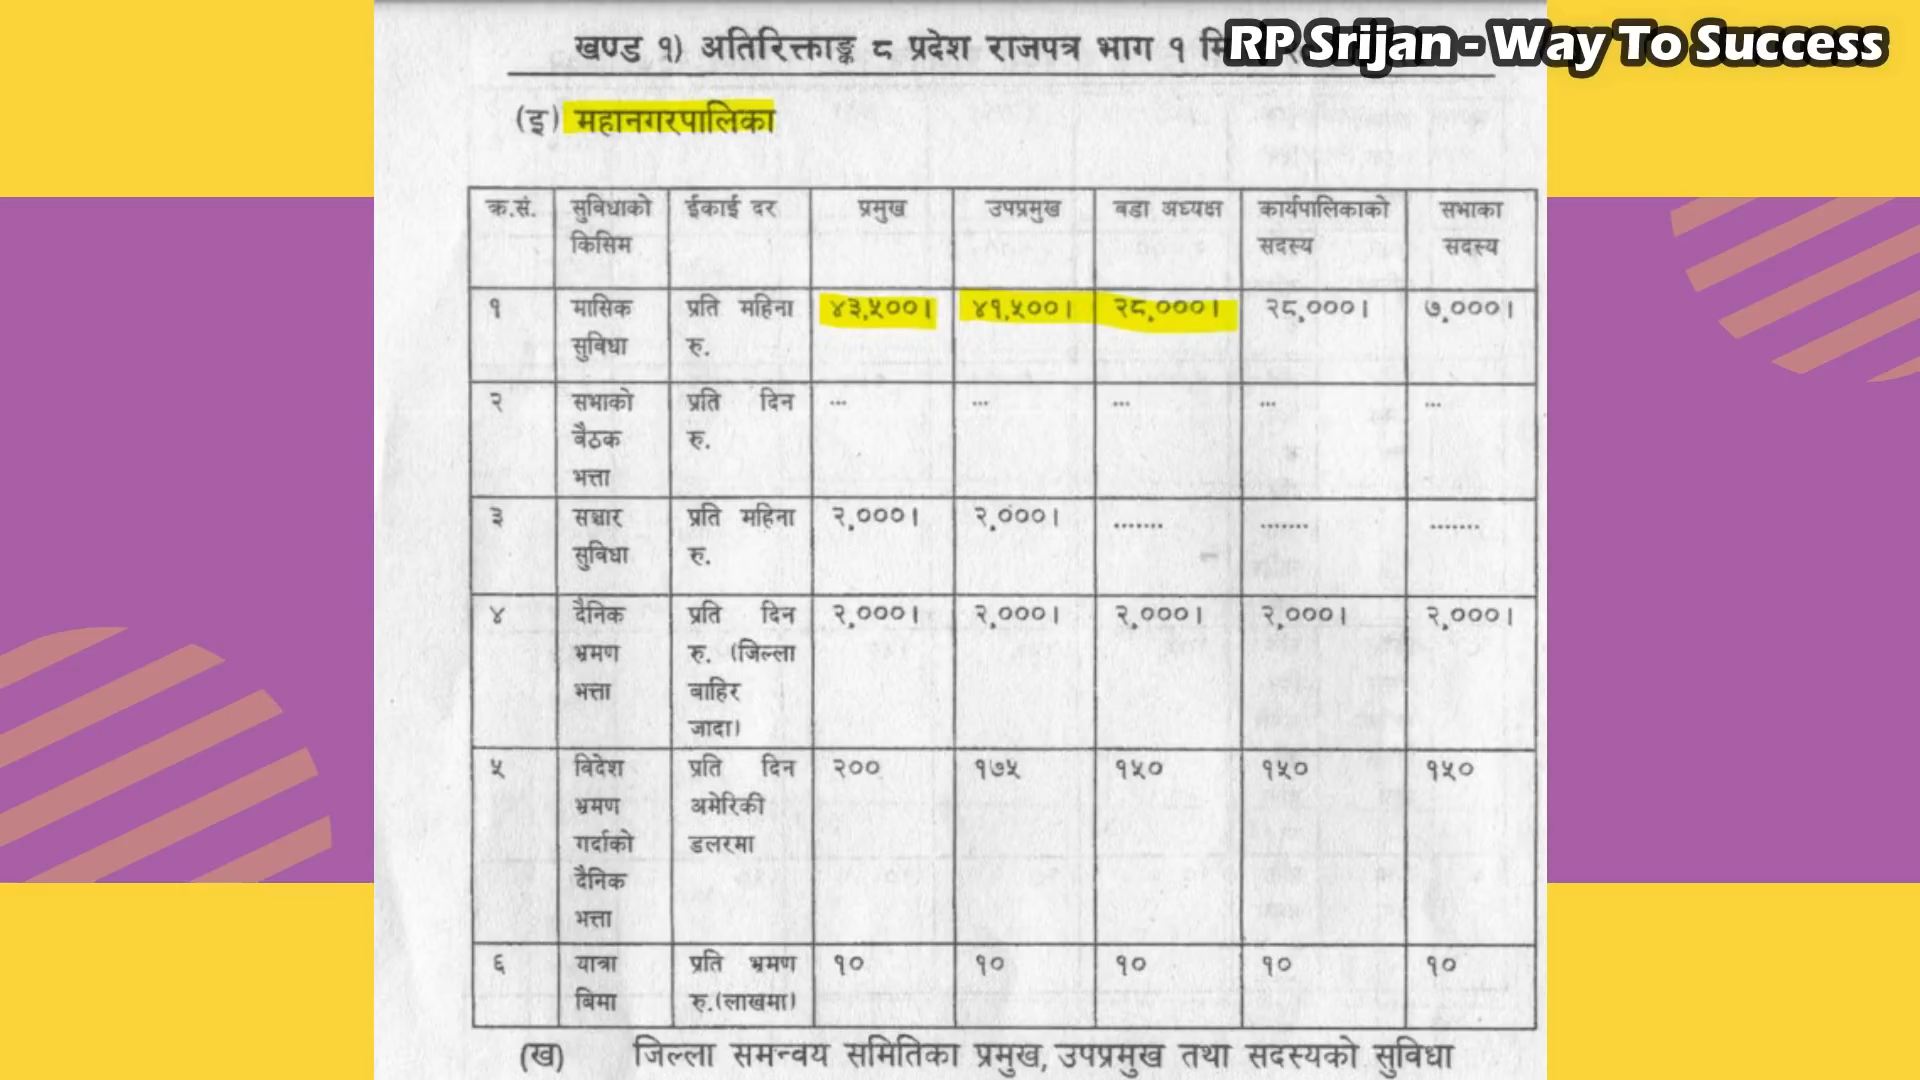 खण्ड १) अतिरिक्ताङ्क ८ प्रदेश राजपत्र भाग १
RP Srijan - Way To Success
(इ) महानगरपालिका
क्र.सं. सुविधाको किसिम ईकाई दर प्रमुख उपप्रमुख वडा अध्यक्ष कार्यपालिकाको सदस्य सभाका सदस्य
१ मासिक सुविधा प्रति महिना रु. ४३,५००। ४१,५००। २८,०००। २८,०००। ७,०००।
२ सभाको बैठक भत्ता प्रति दिन रु. ... ... ... ... ...
३ सञ्चार सुविधा प्रति महिना रु. २,०००। २,०००। ....... ....... .......
४ दैनिक भ्रमण भत्ता प्रति दिन रु. (जिल्ला बाहिर जादा। २,०००। २,०००। २,०००। २,०००। २,०००।
५ विदेश भ्रमण गर्दाको दैनिक भत्ता प्रति दिन अमेरिकी डलरमा २०० १७५ १५० १५० १५०
६ यात्रा बिमा प्रति भ्रमण रु.(लाखमा) १० १० १० १० १०
(ख) जिल्ला समन्वय समितिका प्रमुख, उपप्रमुख तथा सदस्यको सुविधा